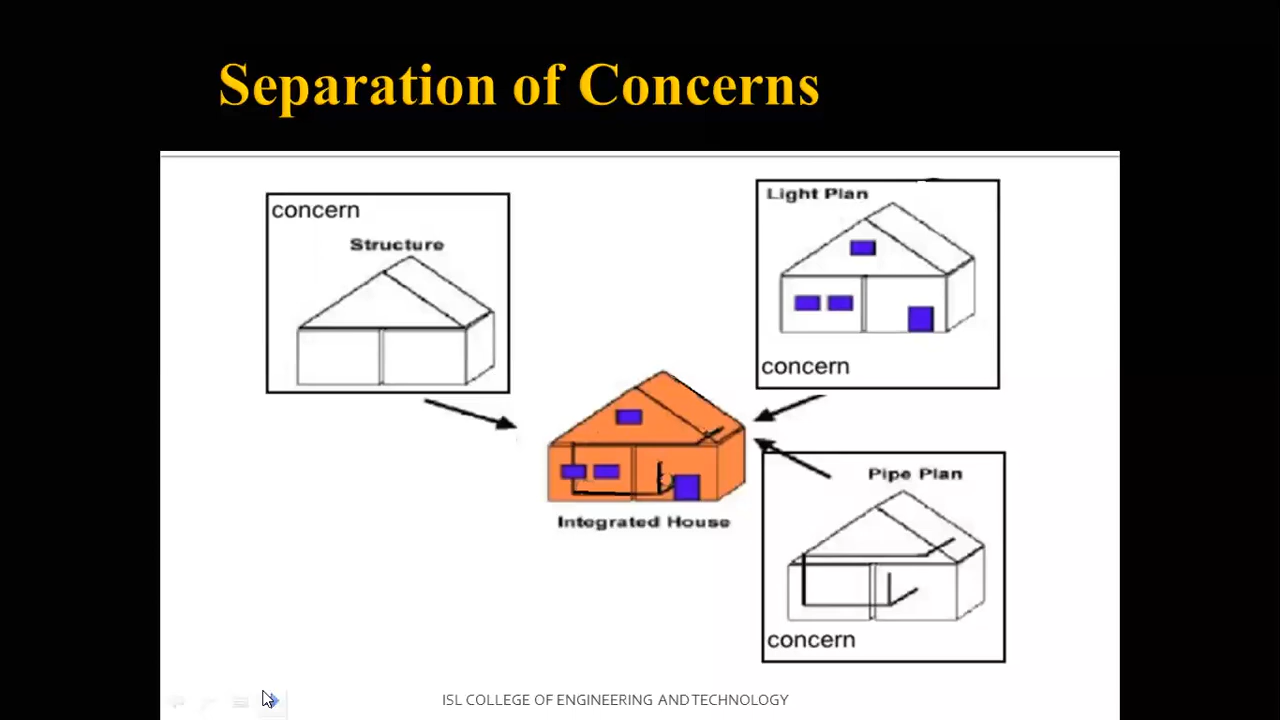 Separation of Concerns
concern
Structure
Light Plan
concern
Integrated House
Pipe Plan
concern
ISL COLLEGE OF ENGINEERING AND TECHNOLOGY